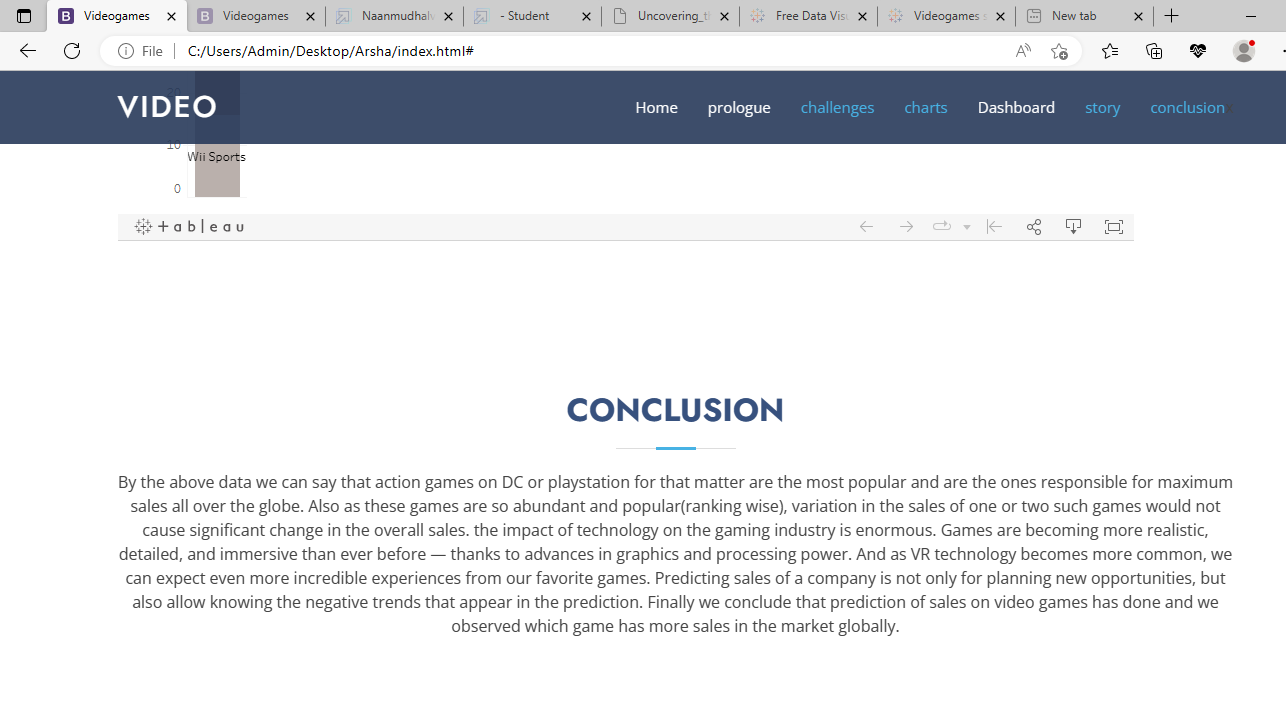 Videogames
Videogames
Naanmudhal
- Student
Uncovering_t
Free Data Vis
Videogames s
New tab
File
C:/Users/Admin/Desktop/Arsha/index.html#
VIDEO
Home
prologue
challenges
charts
Dashboard
story
conclusion
10
Wii Sports
0
+ableau
CONCLUSION
By the above data we can say that action games on DC or playstation for that matter are the most popular and are the ones responsible for maximum
sales all over the globe. Also as these games are so abundant and popular(ranking wise), variation in the sales of one or two such games would not
cause significant change in the overall sales. the impact of technology on the gaming industry is enormous. Games are becoming more realistic,
detailed, and immersive than ever before — thanks to advances in graphics and processing power. And as VR technology becomes more common, we
can expect even more incredible experiences from our favorite games. Predicting sales of a company is not only for planning new opportunities, but
also allow knowing the negative trends that appear in the prediction. Finally we conclude that prediction of sales on video games has done and we
observed which game has more sales in the market globally.